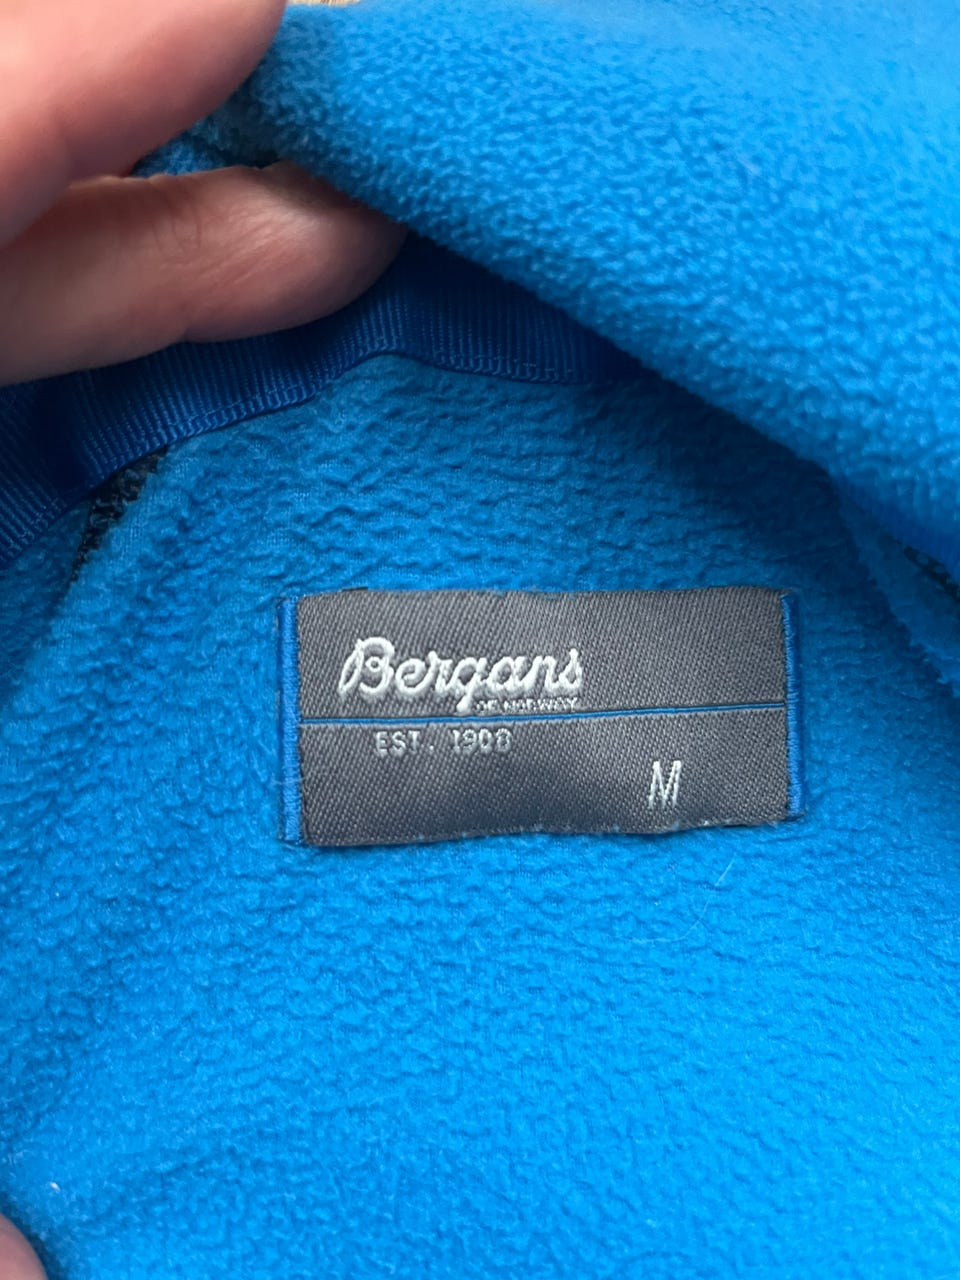 Bergans
OF NORWAY
EST. 1908
M